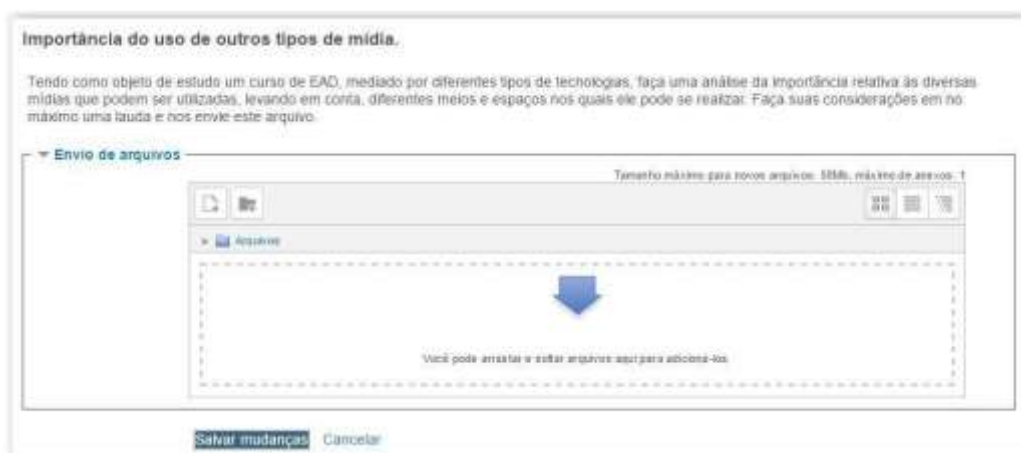 Importância do uso de outros tipos de mídia.
Tendo como objeto de estudo um curso de EAD, mediado por diferentes tipos de tecnologias, faça uma análise da importância relativa às diversas
mídias que podem ser utilizadas, levando em conta, diferentes meios e espaços nos quais ele pode se realizar. Faça suas considerações em no
máximo uma lauda e nos envie este arquivo.
Envio de arquivos
Tamanho máximo para novos arquivos: máximo de anexos: 1
Arquivos
Você pode arrastar e soltar arquivos aqui para adicioná-los
Salvar mudanças Cancelar